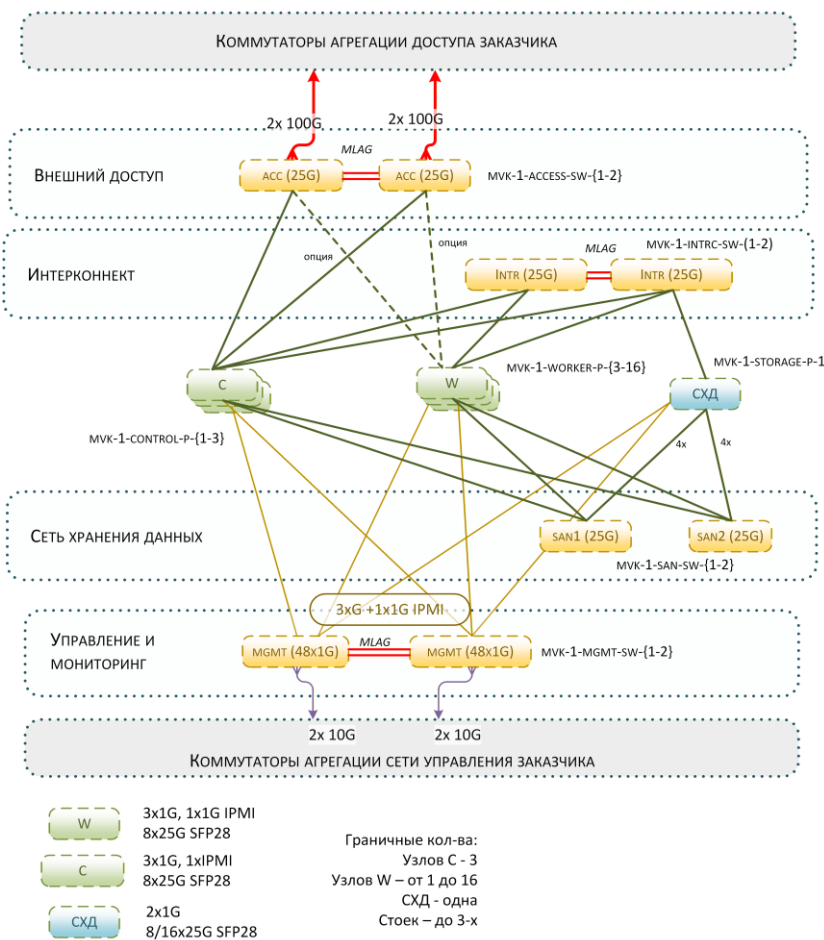 Коммутаторы агрегации доступа заказчика
2x 100G
2x 100G
MLAG
Внешний доступ
acc (25G)
acc (25G)
mvk-1-access-sw-{1-2}
опция
опция
MLAG
mvk-1-intrc-sw-{1-2}
Интерконнект
Intr (25G)
Intr (25G)
C
W
mvk-1-worker-p-{3-16}
mvk-1-storage-p-1
СХД
mvk-1-control-p-{1-3}
4x
4x
Сеть хранения данных
san1 (25G)
san2 (25G)
mvk-1-san-sw-{1-2}
3xG +1x1G IPMI
Управление и
мониторинг
MLAG
mgmt (48x1G)
mgmt (48x1G)
mvk-1-mgmt-sw-{1-2}
2x 10G
2x 10G
Коммутаторы агрегации сети управления заказчика
W
3x1G, 1x1G IPMI
8x25G SFP28
C
3x1G, 1xIPMI
8x25G SFP28
СХД
2x1G
8/16x25G SFP28
Граничные кол-ва:
Узлов С - 3
Узлов W – от 1 до 16
СХД - одна
Стоек – до 3-х